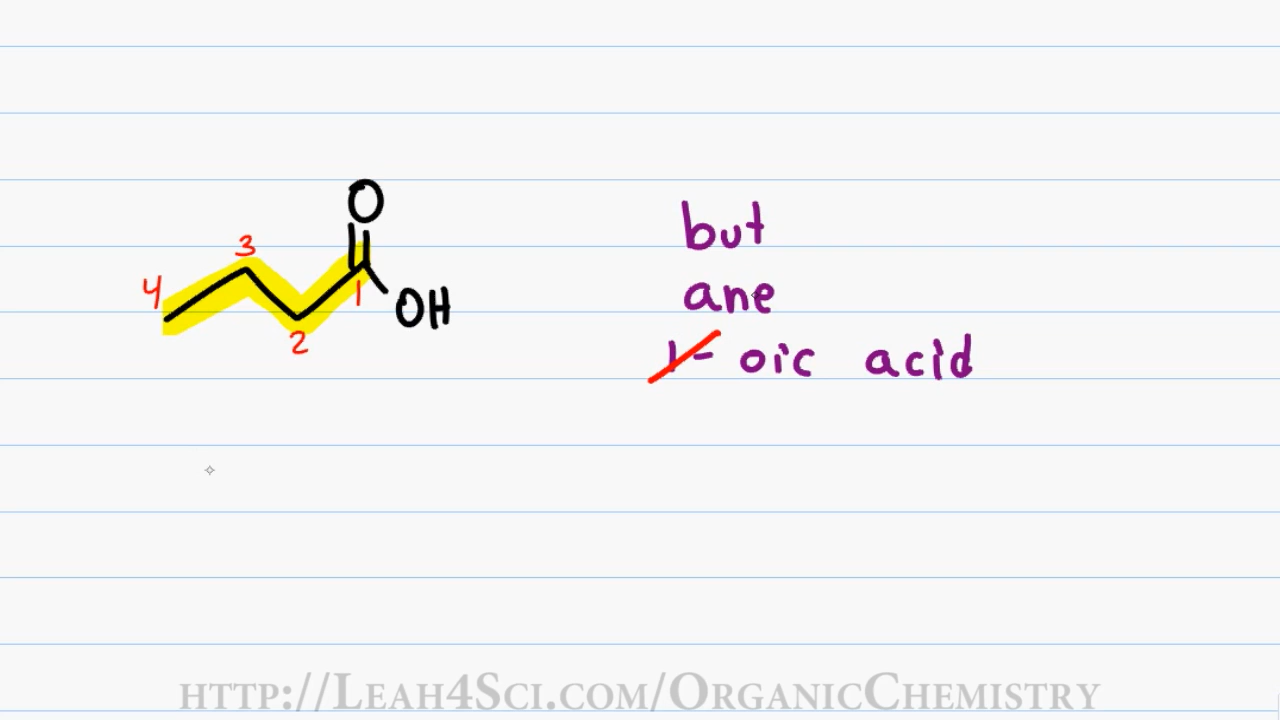 O
3
4
1
OH
2
but
ane
1- oic acid
http://Leah4Sci.com/OrganicChemistry